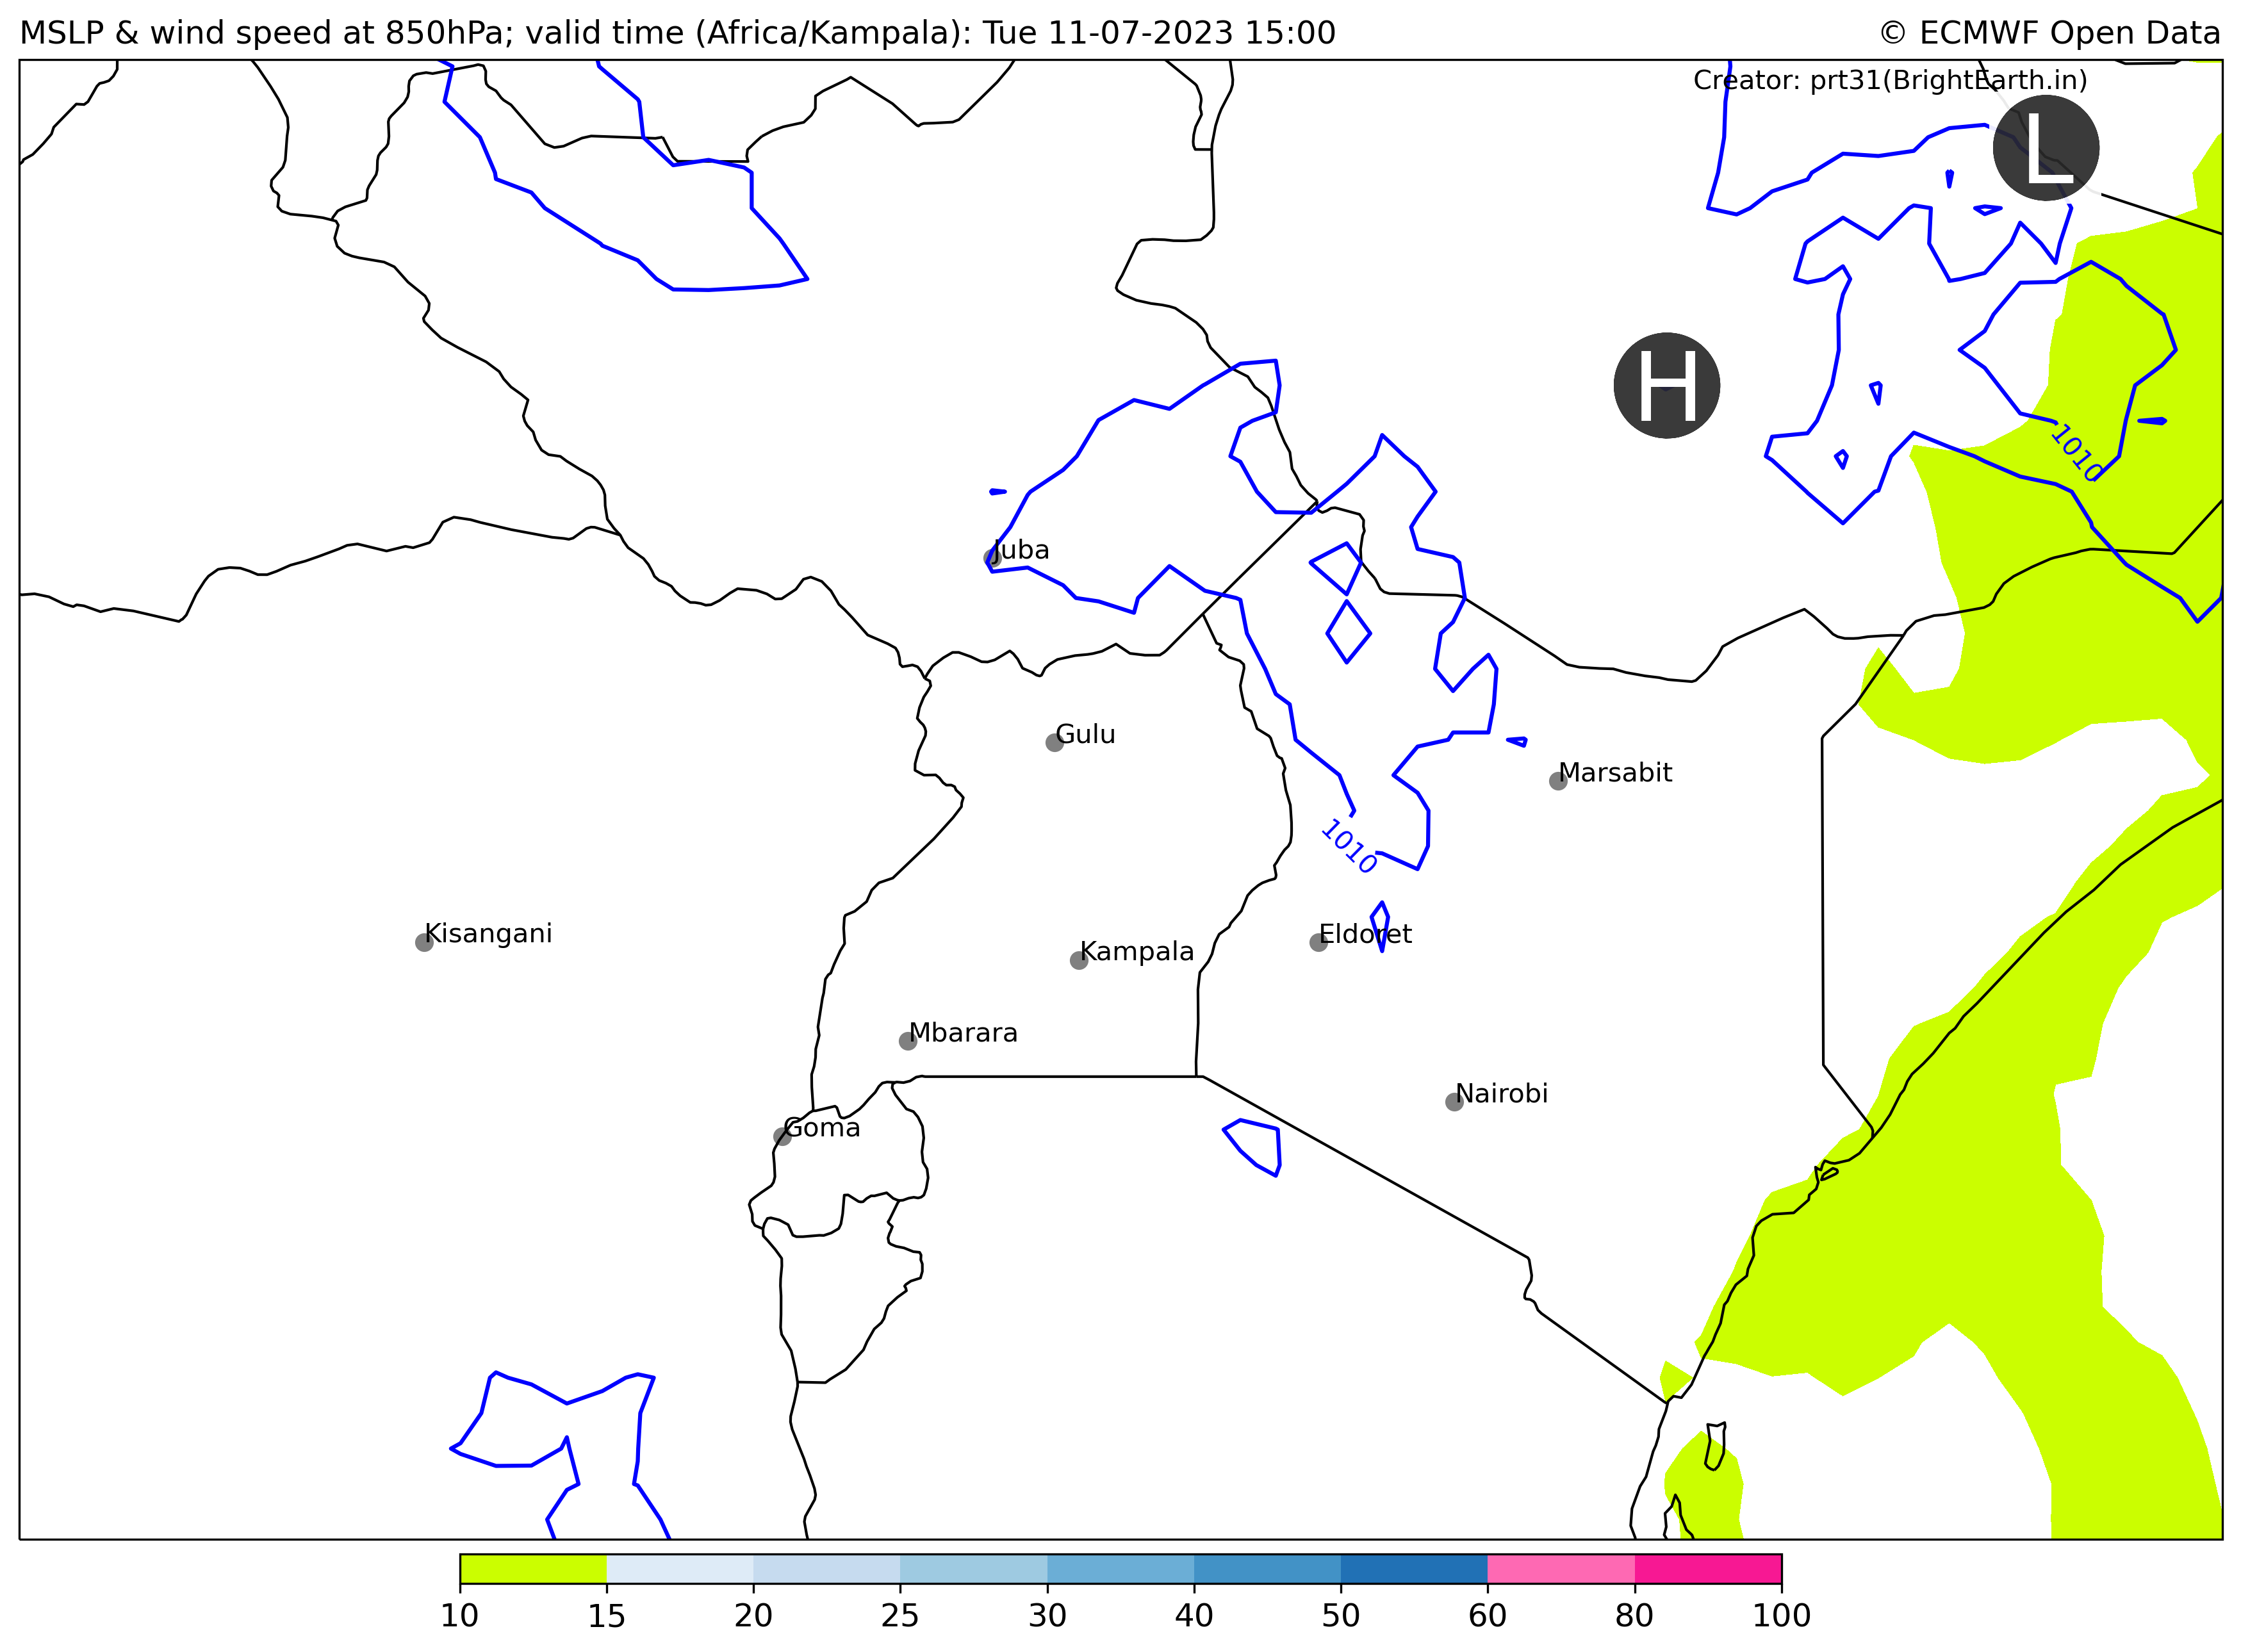 MSLP & wind speed at 850hPa; valid time (Africa/Kampala): Tue 11-07-2023 15:00
© ECMWF Open Data
Creator: prt31(BrightEarth.in)
L
H
1010
Juba
Gulu
Marsabit
1010
Kisangani
Eldoret
Kampala
Mbarara
Nairobi
Goma
10 15 20 25 30 40 50 60 80 100